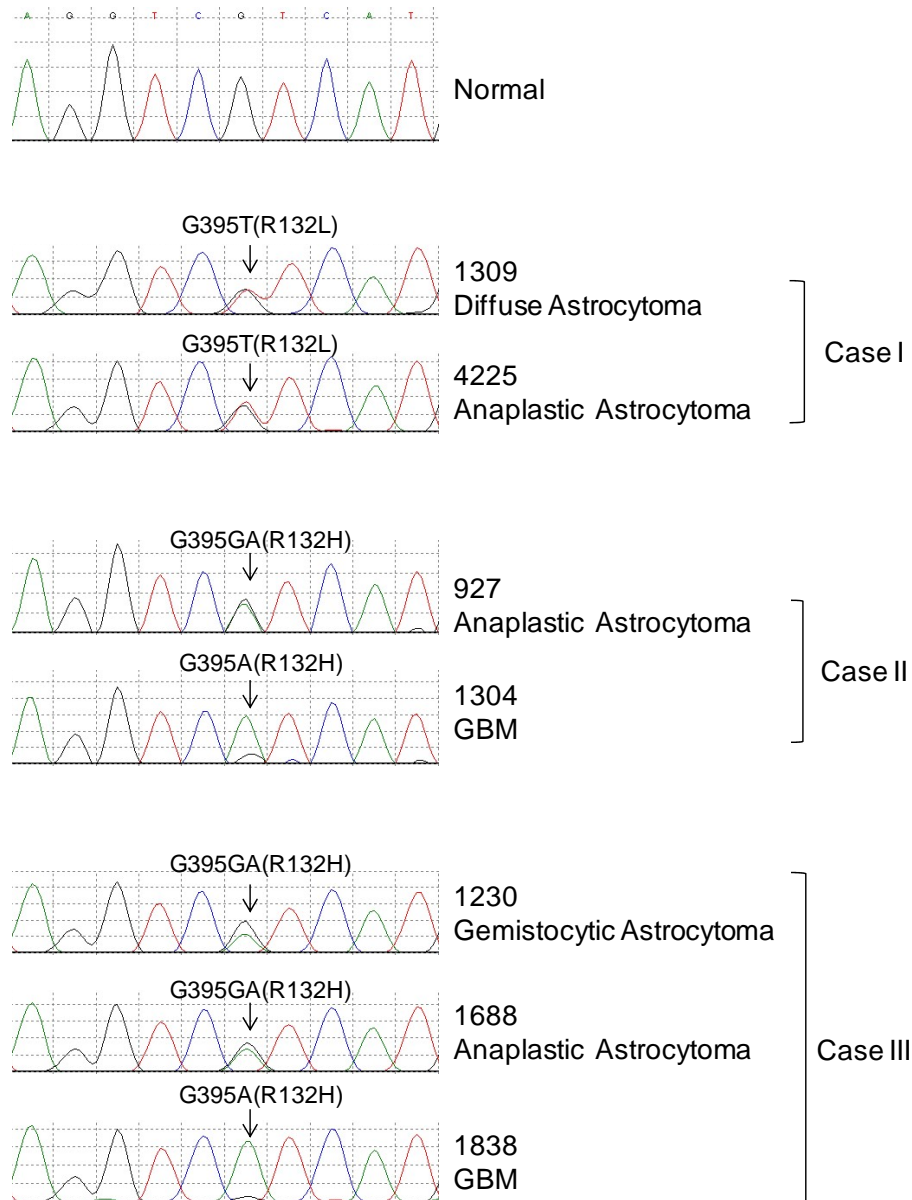 A G G T C G T C A T
Normal
G395T(R132L)
1309
Diffuse Astrocytoma
G395T(R132L)
4225
Anaplastic Astrocytoma
Case I
G395GA(R132H)
927
Anaplastic Astrocytoma
G395A(R132H)
1304
GBM
Case II
G395GA(R132H)
1230
Gemistocytic Astrocytoma
G395GA(R132H)
1688
Anaplastic Astrocytoma
Case III
G395A(R132H)
1838
GBM